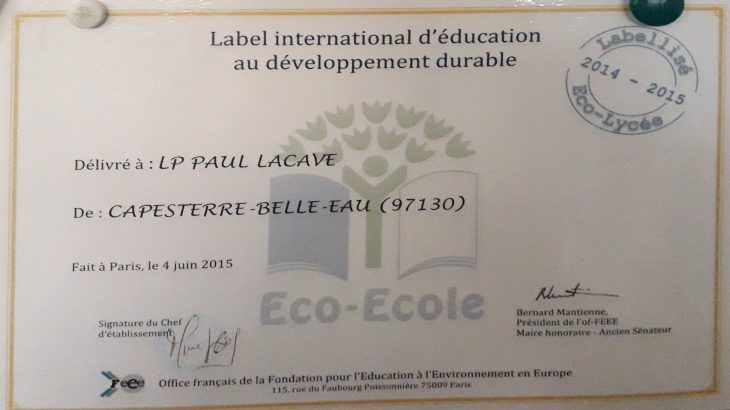 Label international d'éducation
au développement durable
Labellisé
2014 - 2015
Eco-Lycée
Délivré à : LP PAUL LACAVE
De : CAPESTERRE-BELLE-EAU (97130)
Fait à Paris, le 4 juin 2015
Eco-Ecole
Signature du Chef
d'établissement
Bernard Mantienne,
Président de l'of-FEEE
Maire honoraire - Ancien Sénateur
FeEE Office français de la Fondation pour l'Education à l'Environnement en Europe
115, rue du Faubourg Poissonnière 75009 Paris